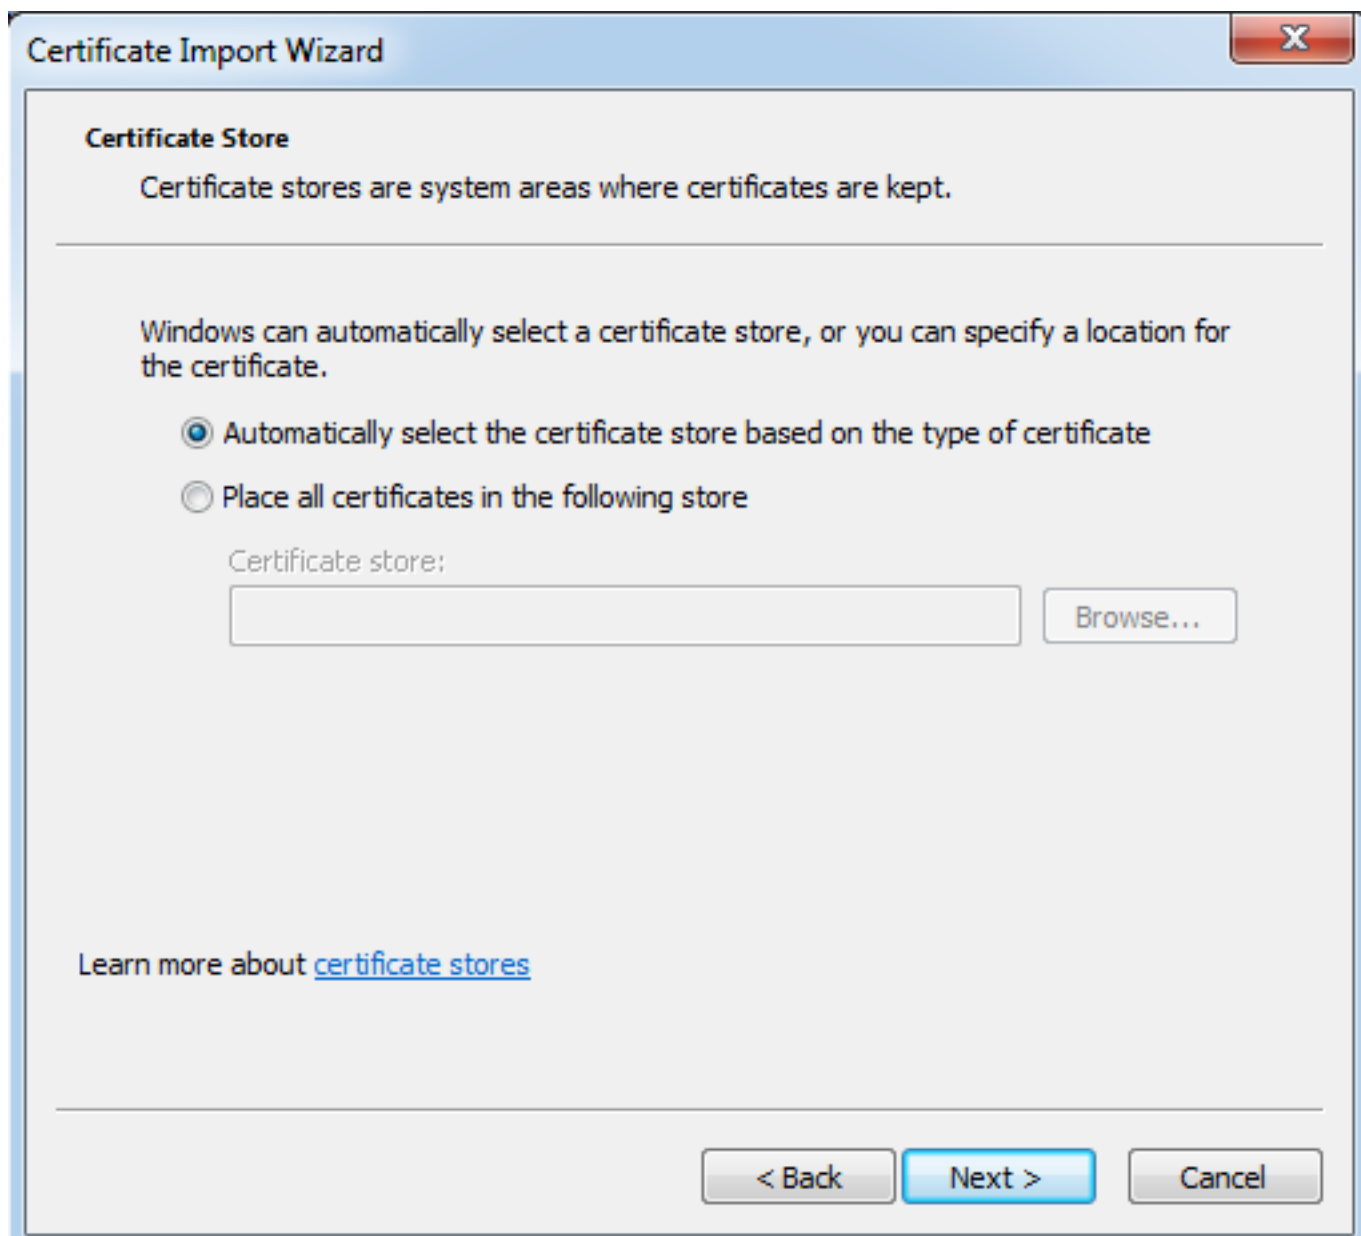 Certificate Import Wizard
X
Certificate Store
Certificate stores are system areas where certificates are kept.
Windows can automatically select a certificate store, or you can specify a location for
the certificate.
Automatically select the certificate store based on the type of certificate
Place all certificates in the following store
Certificate store:
Browse...
Learn more about certificate stores
< Back
Next >
Cancel